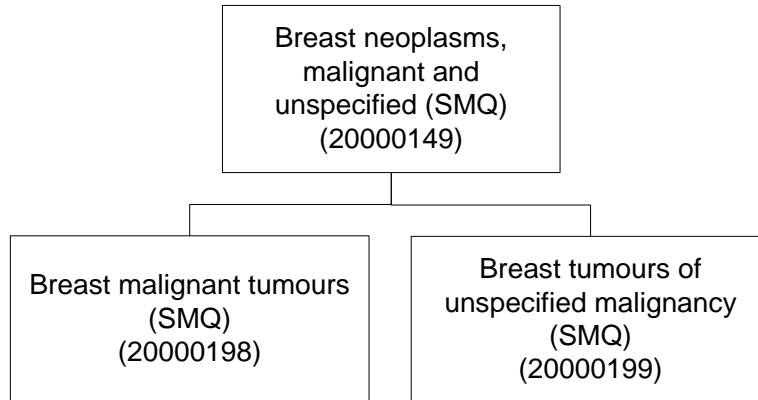 Breast neoplasms,
malignant and
unspecified (SMQ)
(20000149)
Breast malignant tumours
(SMQ)
(20000198)
Breast tumours of
unspecified malignancy
(SMQ)
(20000199)